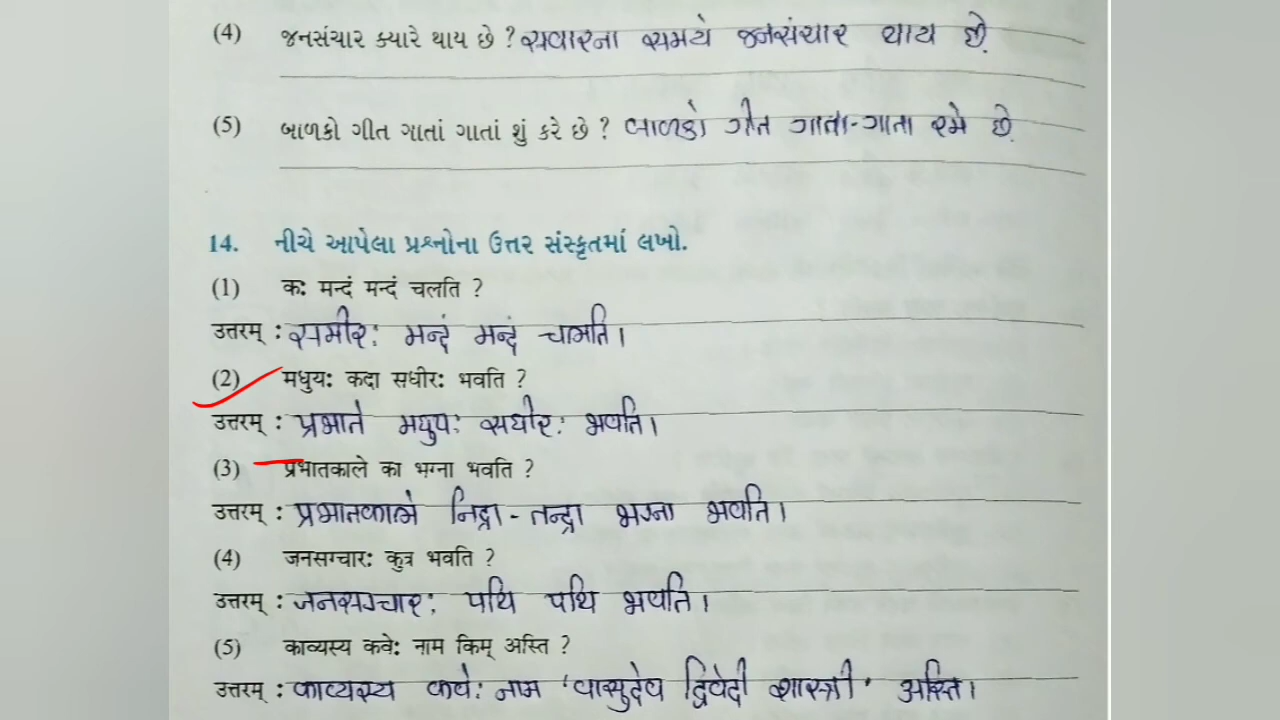 (4) જનસંચાર ક્યારે થાય છે ? સવારના સમયે જનસંચાર થાય છે.
(5) બાળકો ગીત ગાતાં ગાતાં શું કરે છે ? બાળકો ગીત ગાતા-ગાતા રમે છે.
14. નીચે આપેલા પ્રશ્નોના ઉત્તર સંસ્કૃતમાં લખો.
(1) कः मन्दं मन्दं चलति ?
उत्तरम् : समीरः मन्दं मन्दं चलति।
(2) मधुयः कदा सधीरः भवति ?
उत्तरम् : प्रभाते मधुपः सधीरः भवति।
(3) प्रभातकाले का भग्ना भवति ?
उत्तरम् : प्रभातकाले निद्रा - तन्द्रा भग्ना भवति।
(4) जनसग्चारः कुत्र भवति ?
उत्तरम् : जनसग्चारः पथि पथि भवति।
(5) काव्यस्य कवेः नाम किम् अस्ति ?
उत्तरम् : काव्यस्य कवेः नाम 'वासुदेव द्विवेदी शास्त्री' अस्ति।